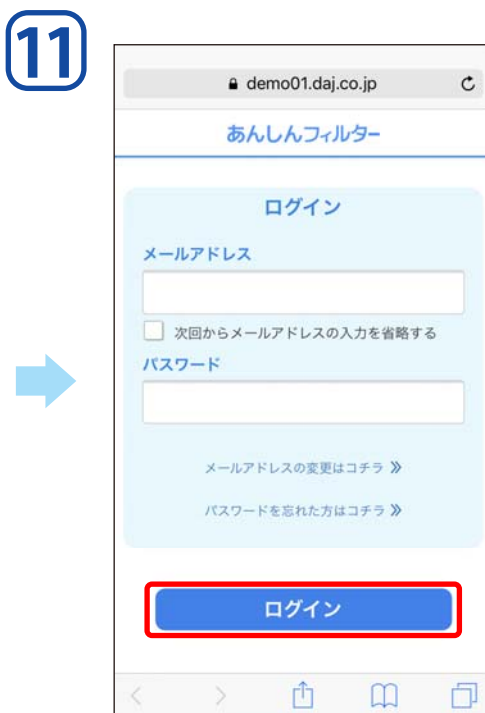 11
demo01.daj.co.jp
あんしんフィルター
ログイン
メールアドレス
次回からメールアドレスの入力を省略する
パスワード
メールアドレスの変更はコチラ »
パスワードを忘れた方はコチラ »
ログイン